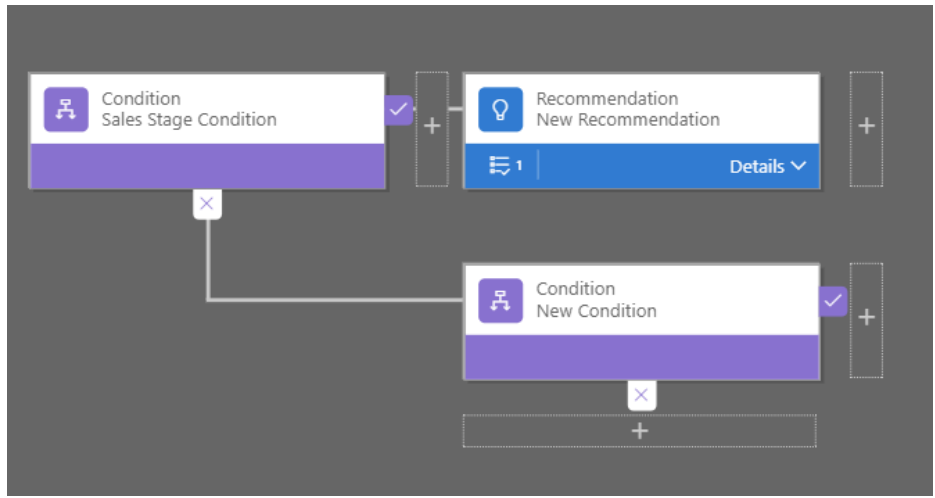 Condition
Sales Stage Condition
+
Recommendation
New Recommendation
+
1
Details
Condition
New Condition
+
+